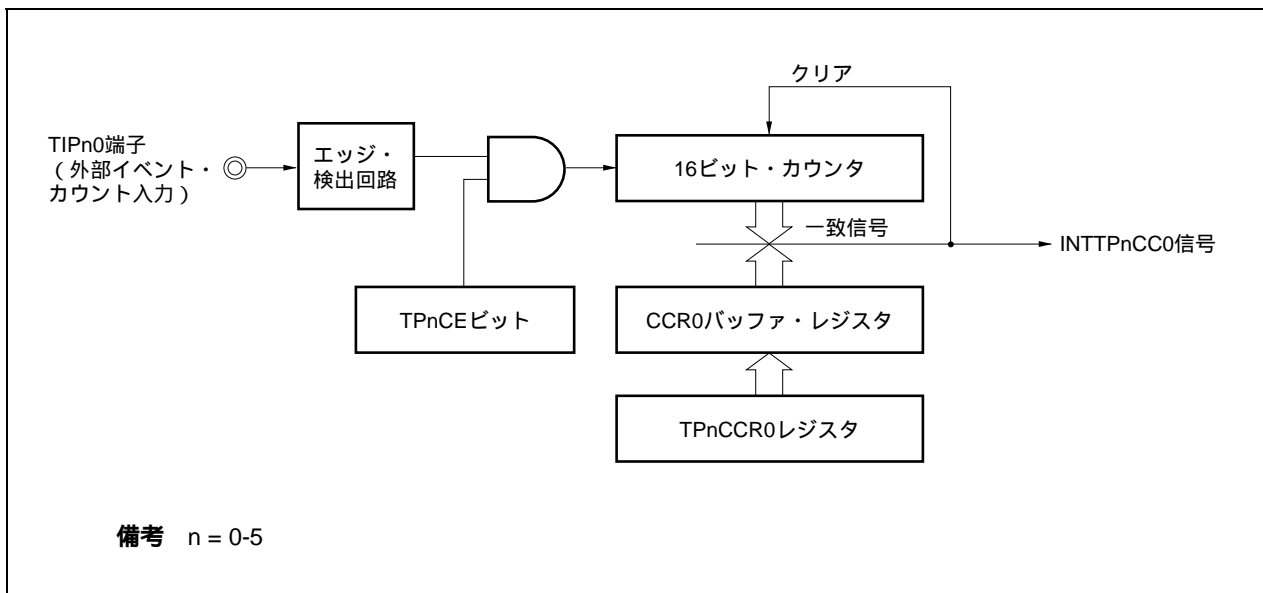 クリア
TIPn0端子
（外部イベント・
カウント入力）
エッジ・
検出回路
16ビット・カウンタ
一致信号
INTTPnCC0信号
TPnCEビット
CCR0バッファ・レジスタ
TPnCCR0レジスタ
備考 n = 0-5